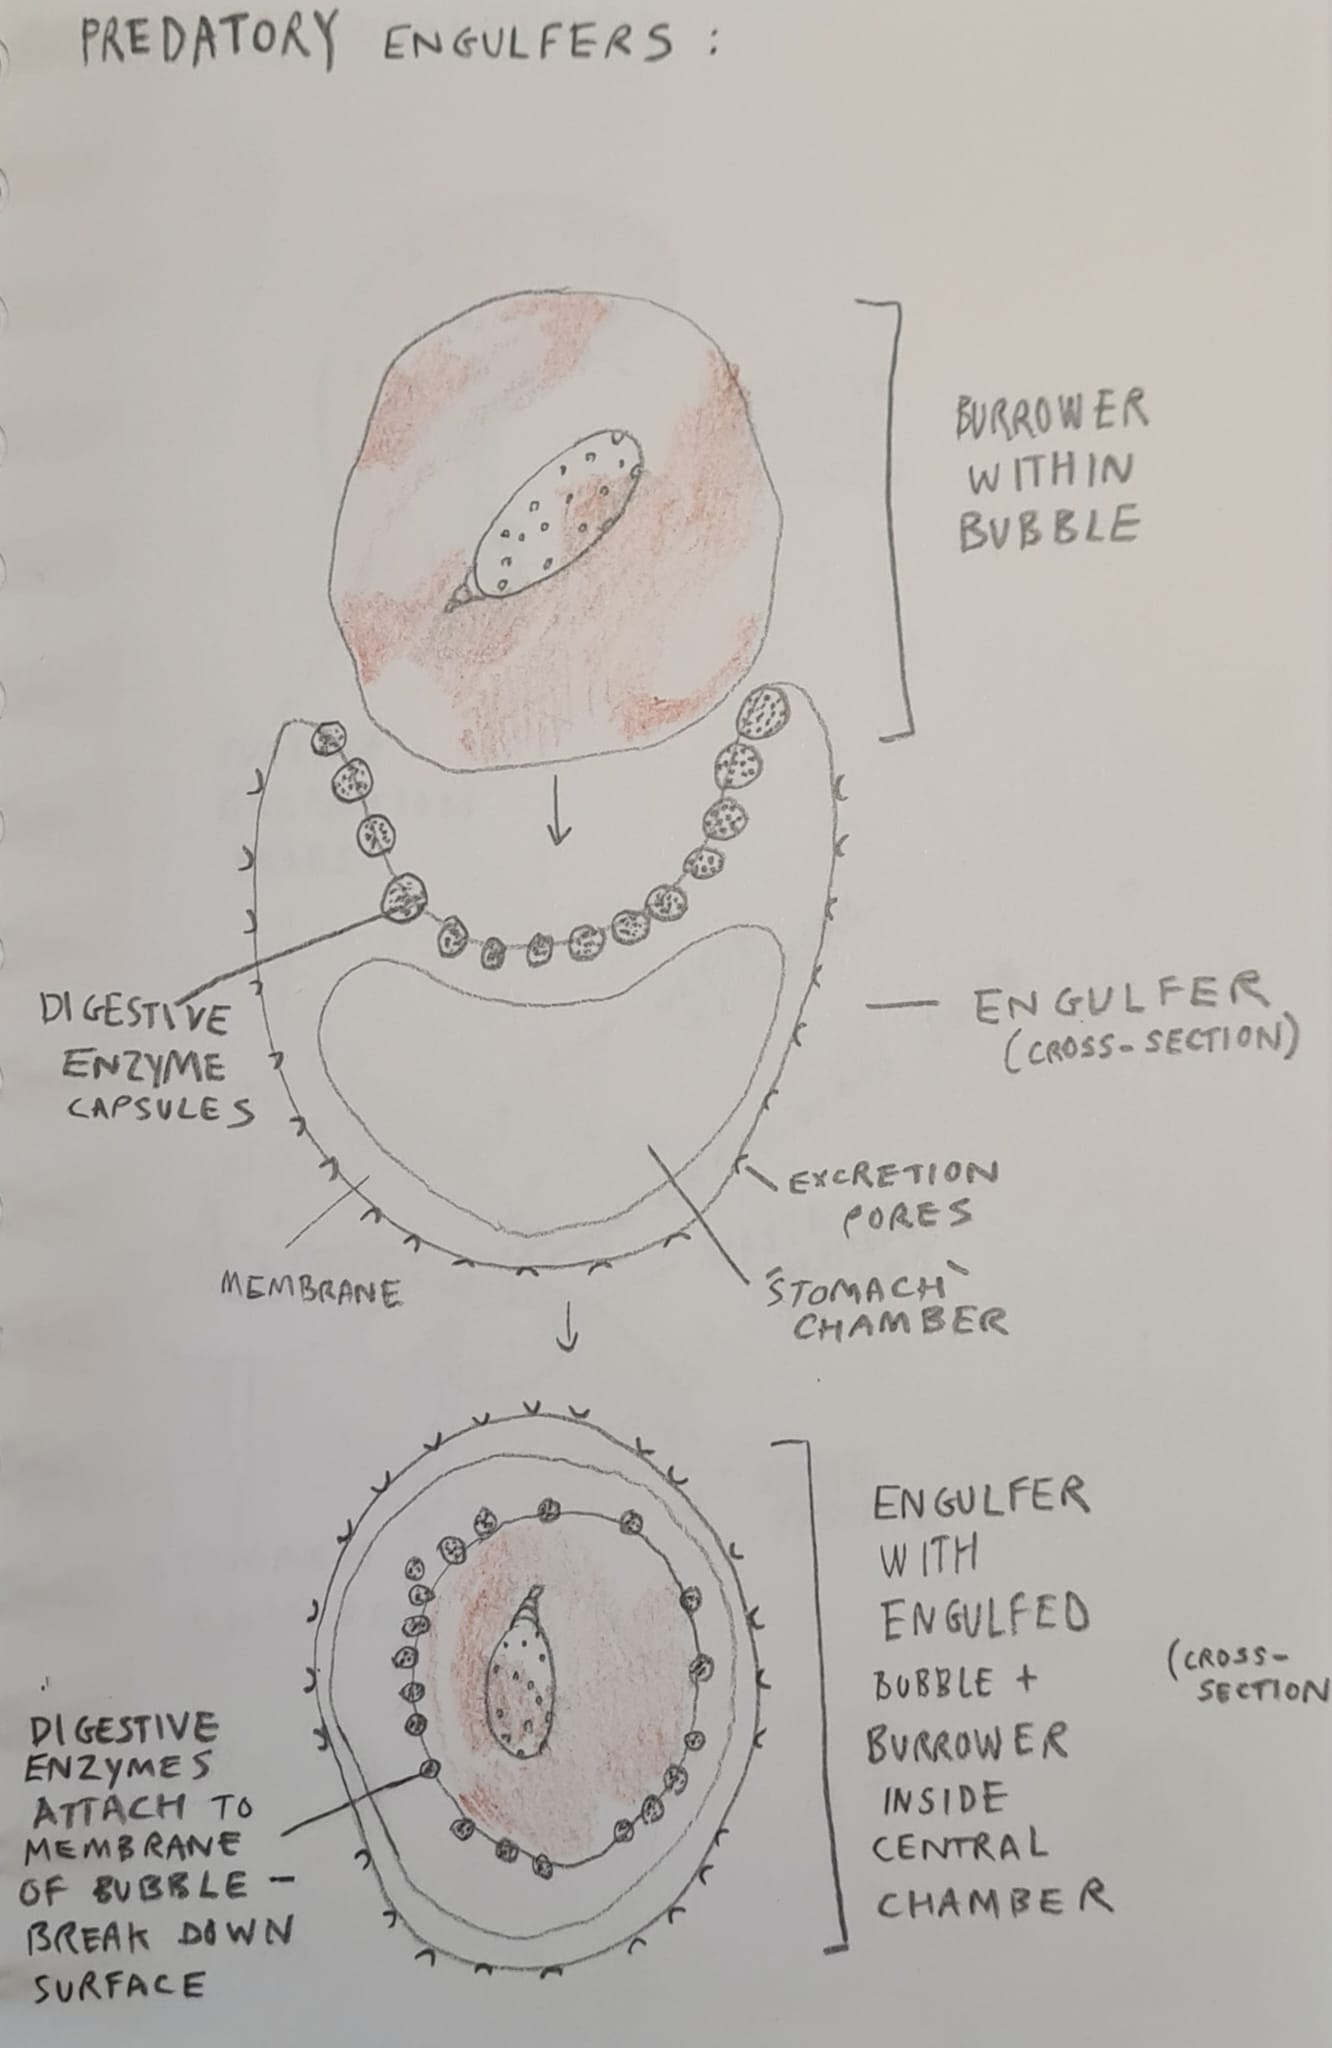 PREDATORY ENGULFERS :
BURROWER
WITHIN
BUBBLE
DIGESTIVE
ENZYME
CAPSULES
ENGULFER
(CROSS-SECTION)
EXCRETION
PORES
"STOMACH"
CHAMBER
MEMBRANE
ENGULFER
WITH
ENGULFED
BUBBLE +
BURROWER
INSIDE
CENTRAL
CHAMBER
(CROSS-
SECTION
DIGESTIVE
ENZYMES
ATTACH TO
MEMBRANE
OF BUBBLE -
BREAK DOWN
SURFACE